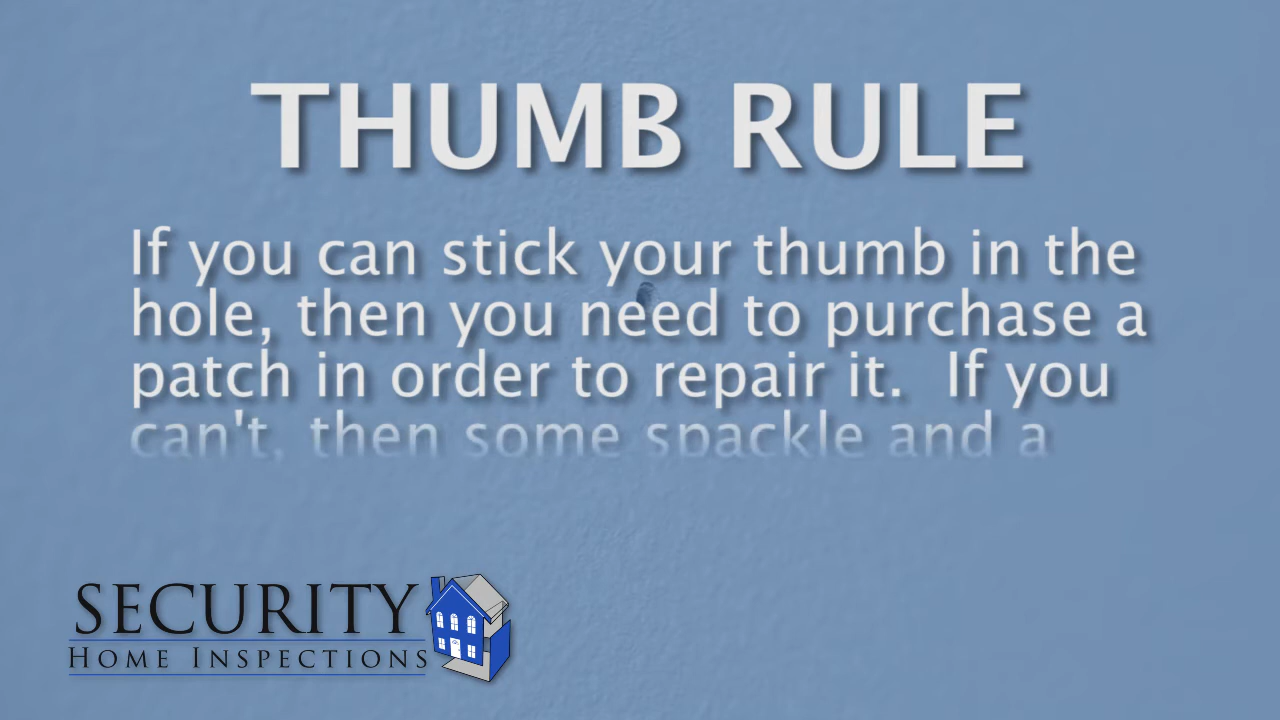 THUMB RULE
If you can stick your thumb in the
hole, then you need to purchase a
patch in order to repair it.  If you
can't, then some spackle and a
SECURITY
HOME INSPECTIONS